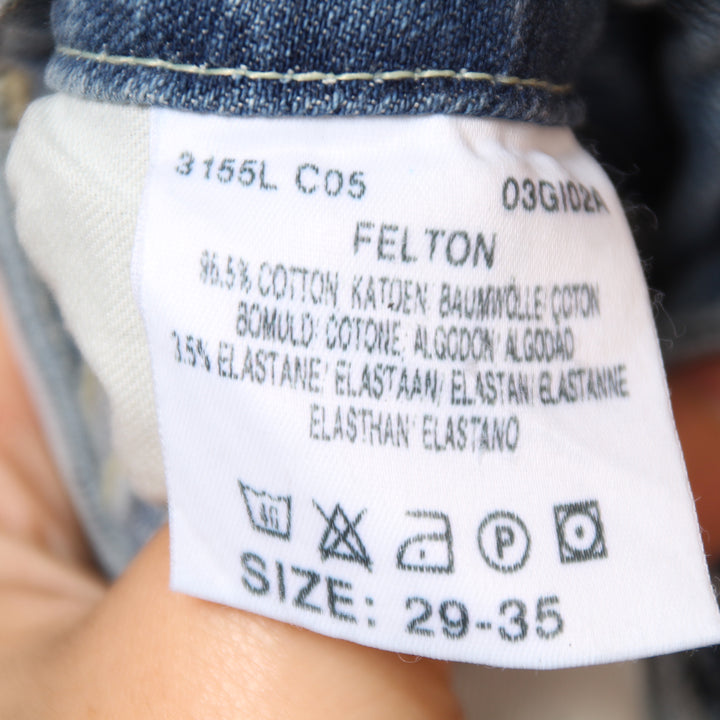 3155L C05 03GI02A
FELTON
96.5% COTTON KATOEN BAUMWOLLE/ COTON
BOMULD/ COTONE, ALGODON/ ALGODAO
3.5% ELASTANE/ ELASTAAN/ ELASTAN/ ELASTANNE
ELASTHAN/ ELASTANO
40
P
SIZE: 29-35